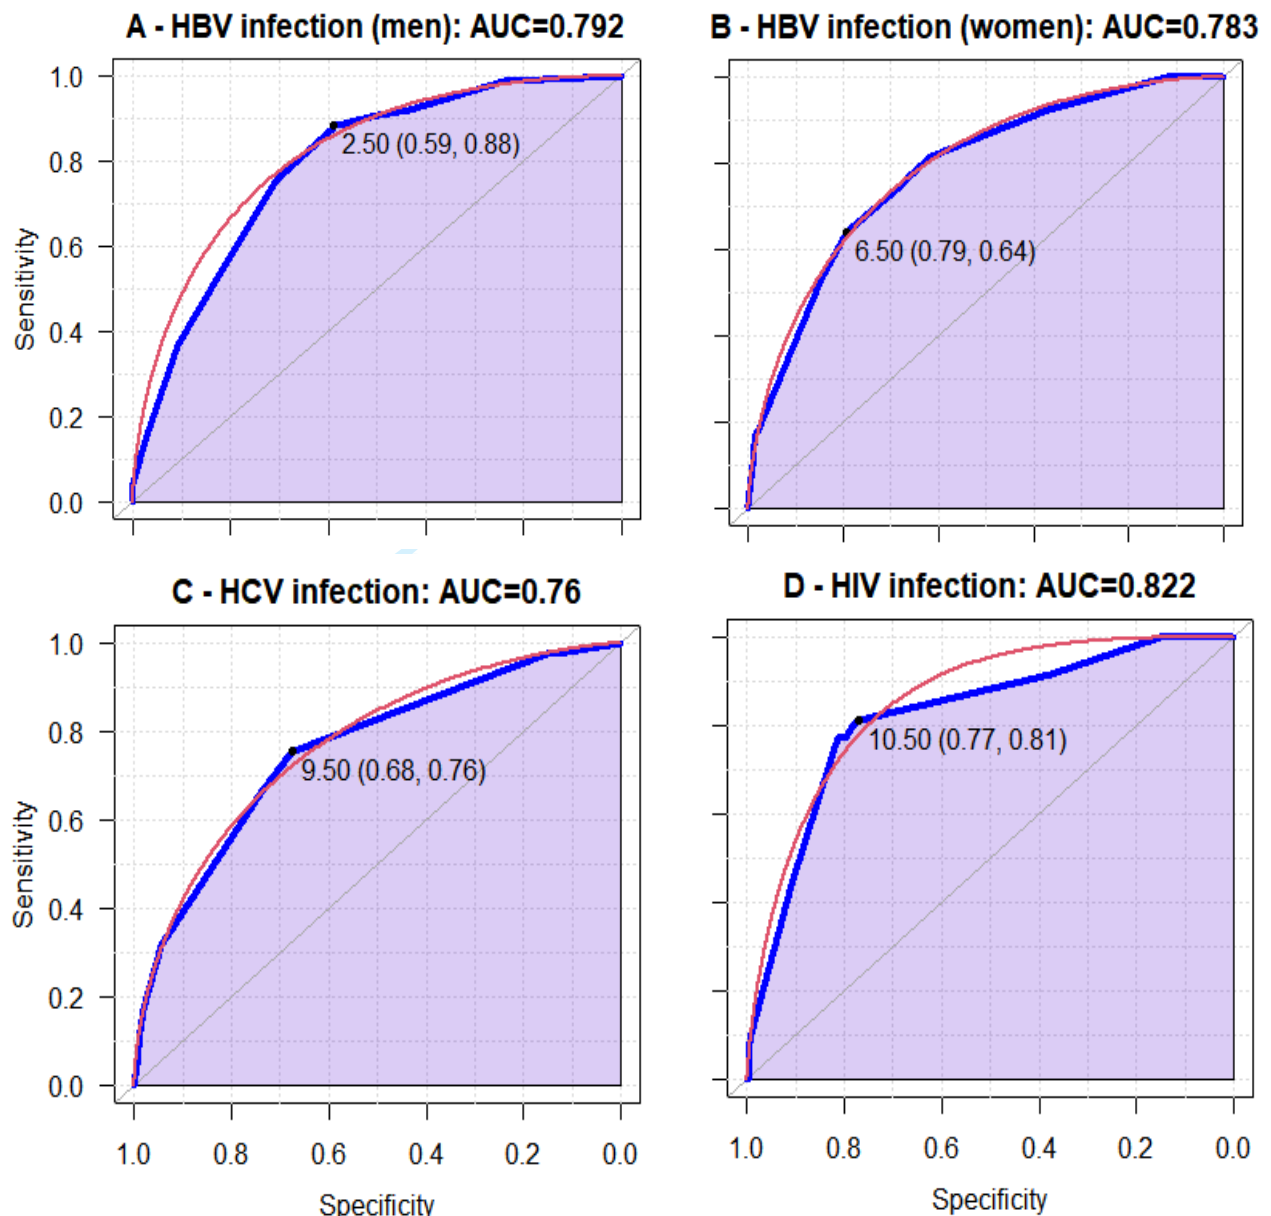 A - HBV infection (men): AUC=0.792
B - HBV infection (women): AUC=0.783
1.0
0.8
0.6
0.4
0.2
0.0
Sensitivity
2.50 (0.59, 0.88)
6.50 (0.79, 0.64)
C - HCV infection: AUC=0.76
D - HIV infection: AUC=0.822
1.0
0.8
0.6
0.4
0.2
0.0
Sensitivity
9.50 (0.68, 0.76)
10.50 (0.77, 0.81)
1.0 0.8 0.6 0.4 0.2 0.0
Specificity
1.0 0.8 0.6 0.4 0.2 0.0
Specificity